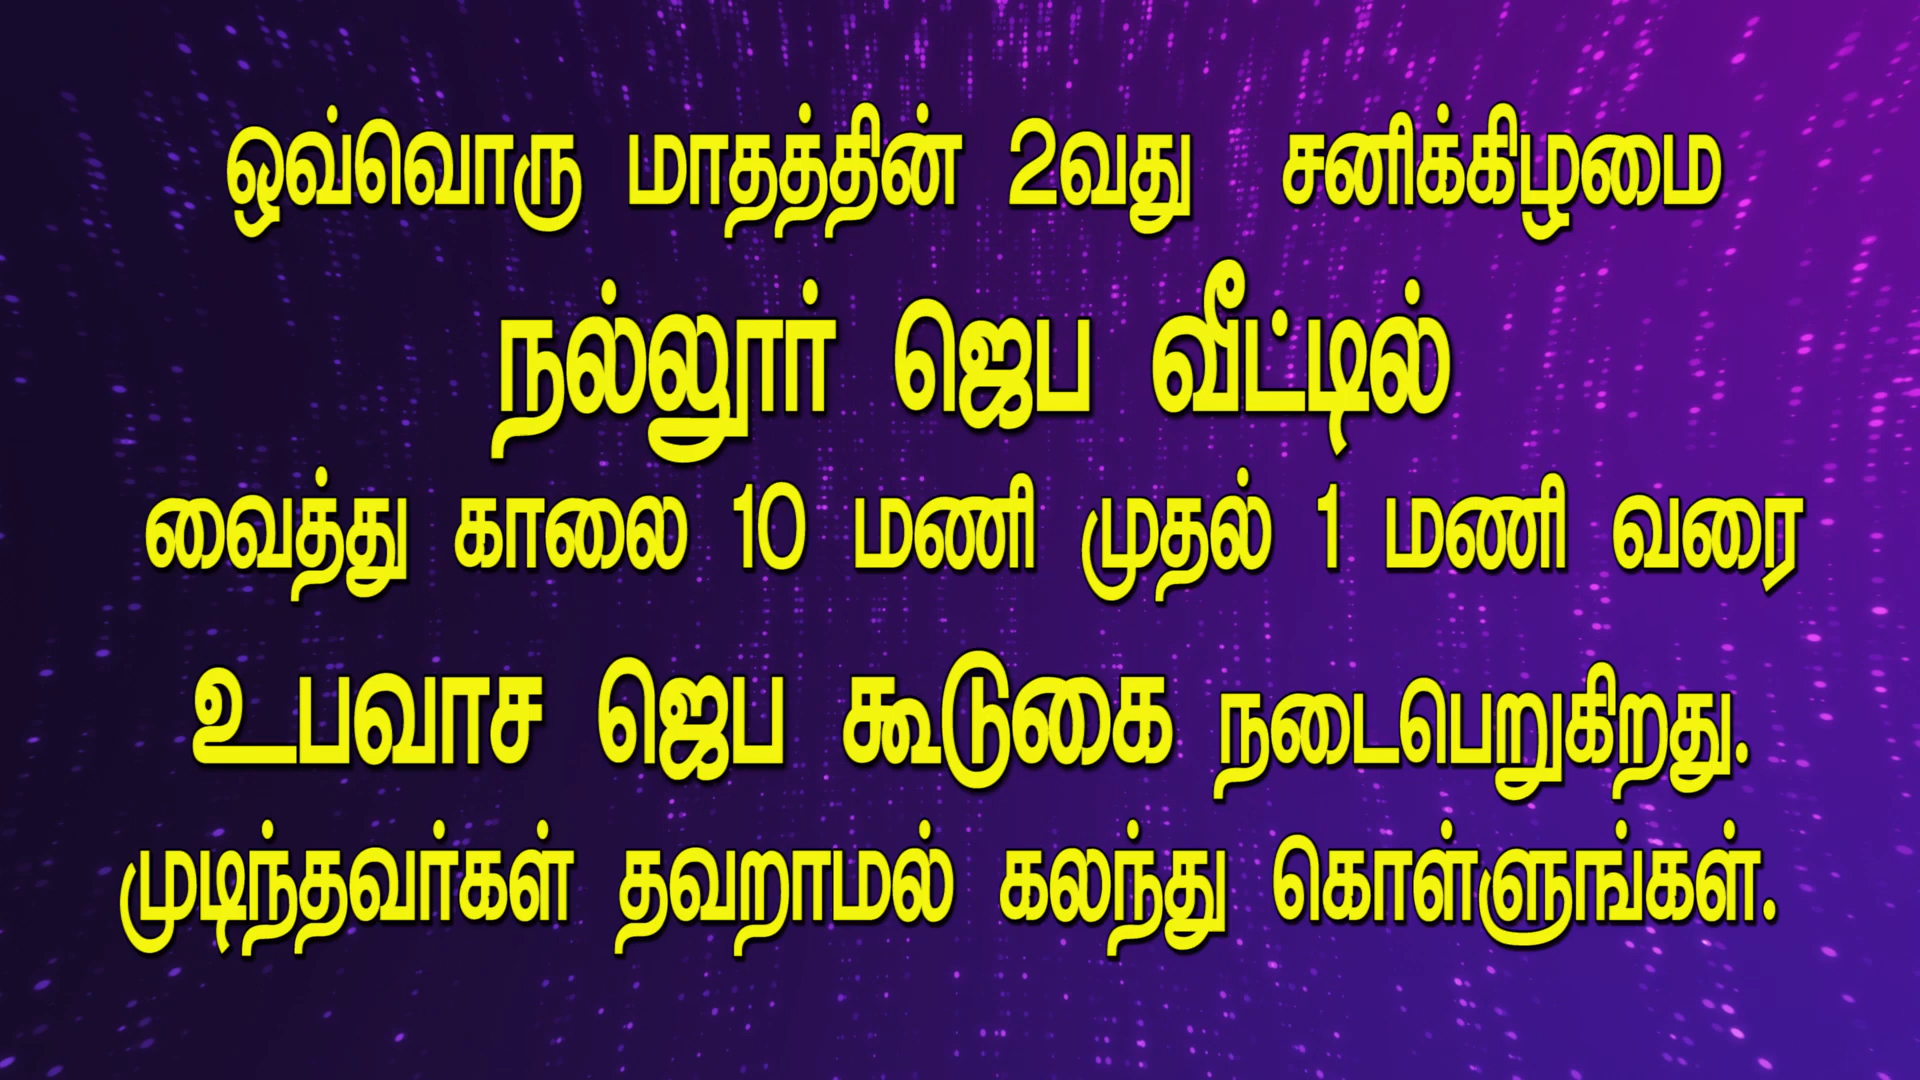 ஒவ்வொரு மாதத்தின் 2வது சனிக்கிழமை
நல்லூர் ஜெப வீட்டில்
வைத்து காலை 10 மணி முதல் 1 மணி வரை
உபவாச ஜெப கூடுகை நடைபெறுகிறது.
முடிந்தவர்கள் தவறாமல் கலந்து கொள்ளுங்கள்.